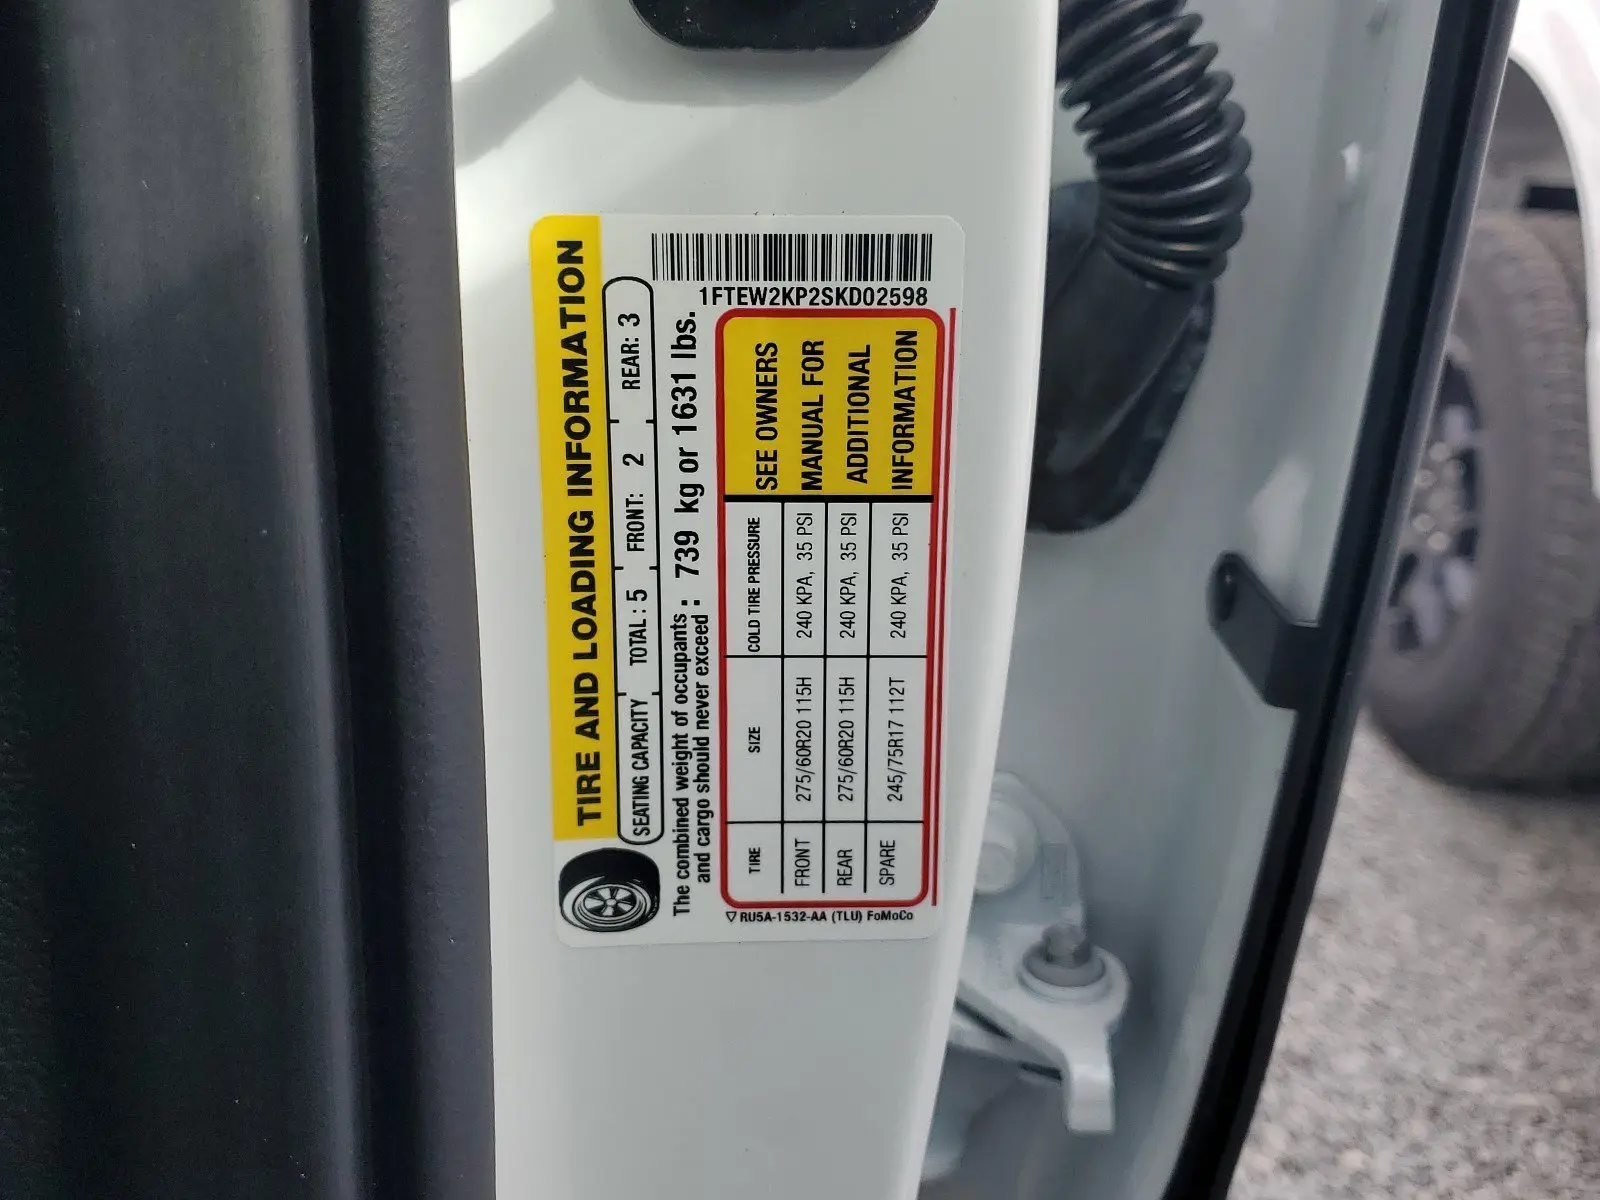 1FTEW2KP2SKD02598
TIRE AND LOADING INFORMATION
SEATING CAPACITY TOTAL : 5 FRONT: 2 REAR: 3
The combined weight of occupants
and cargo should never exceed : 739 kg or 1631 lbs.
TIRE SIZE COLD TIRE PRESSURE
FRONT 275/60R20 115H 240 KPA, 35 PSI
REAR 275/60R20 115H 240 KPA, 35 PSI
SPARE 245/75R17 112T 240 KPA, 35 PSI
SEE OWNERS
MANUAL FOR
ADDITIONAL
INFORMATION
RU5A-1532-AA (TLU) FoMoCo